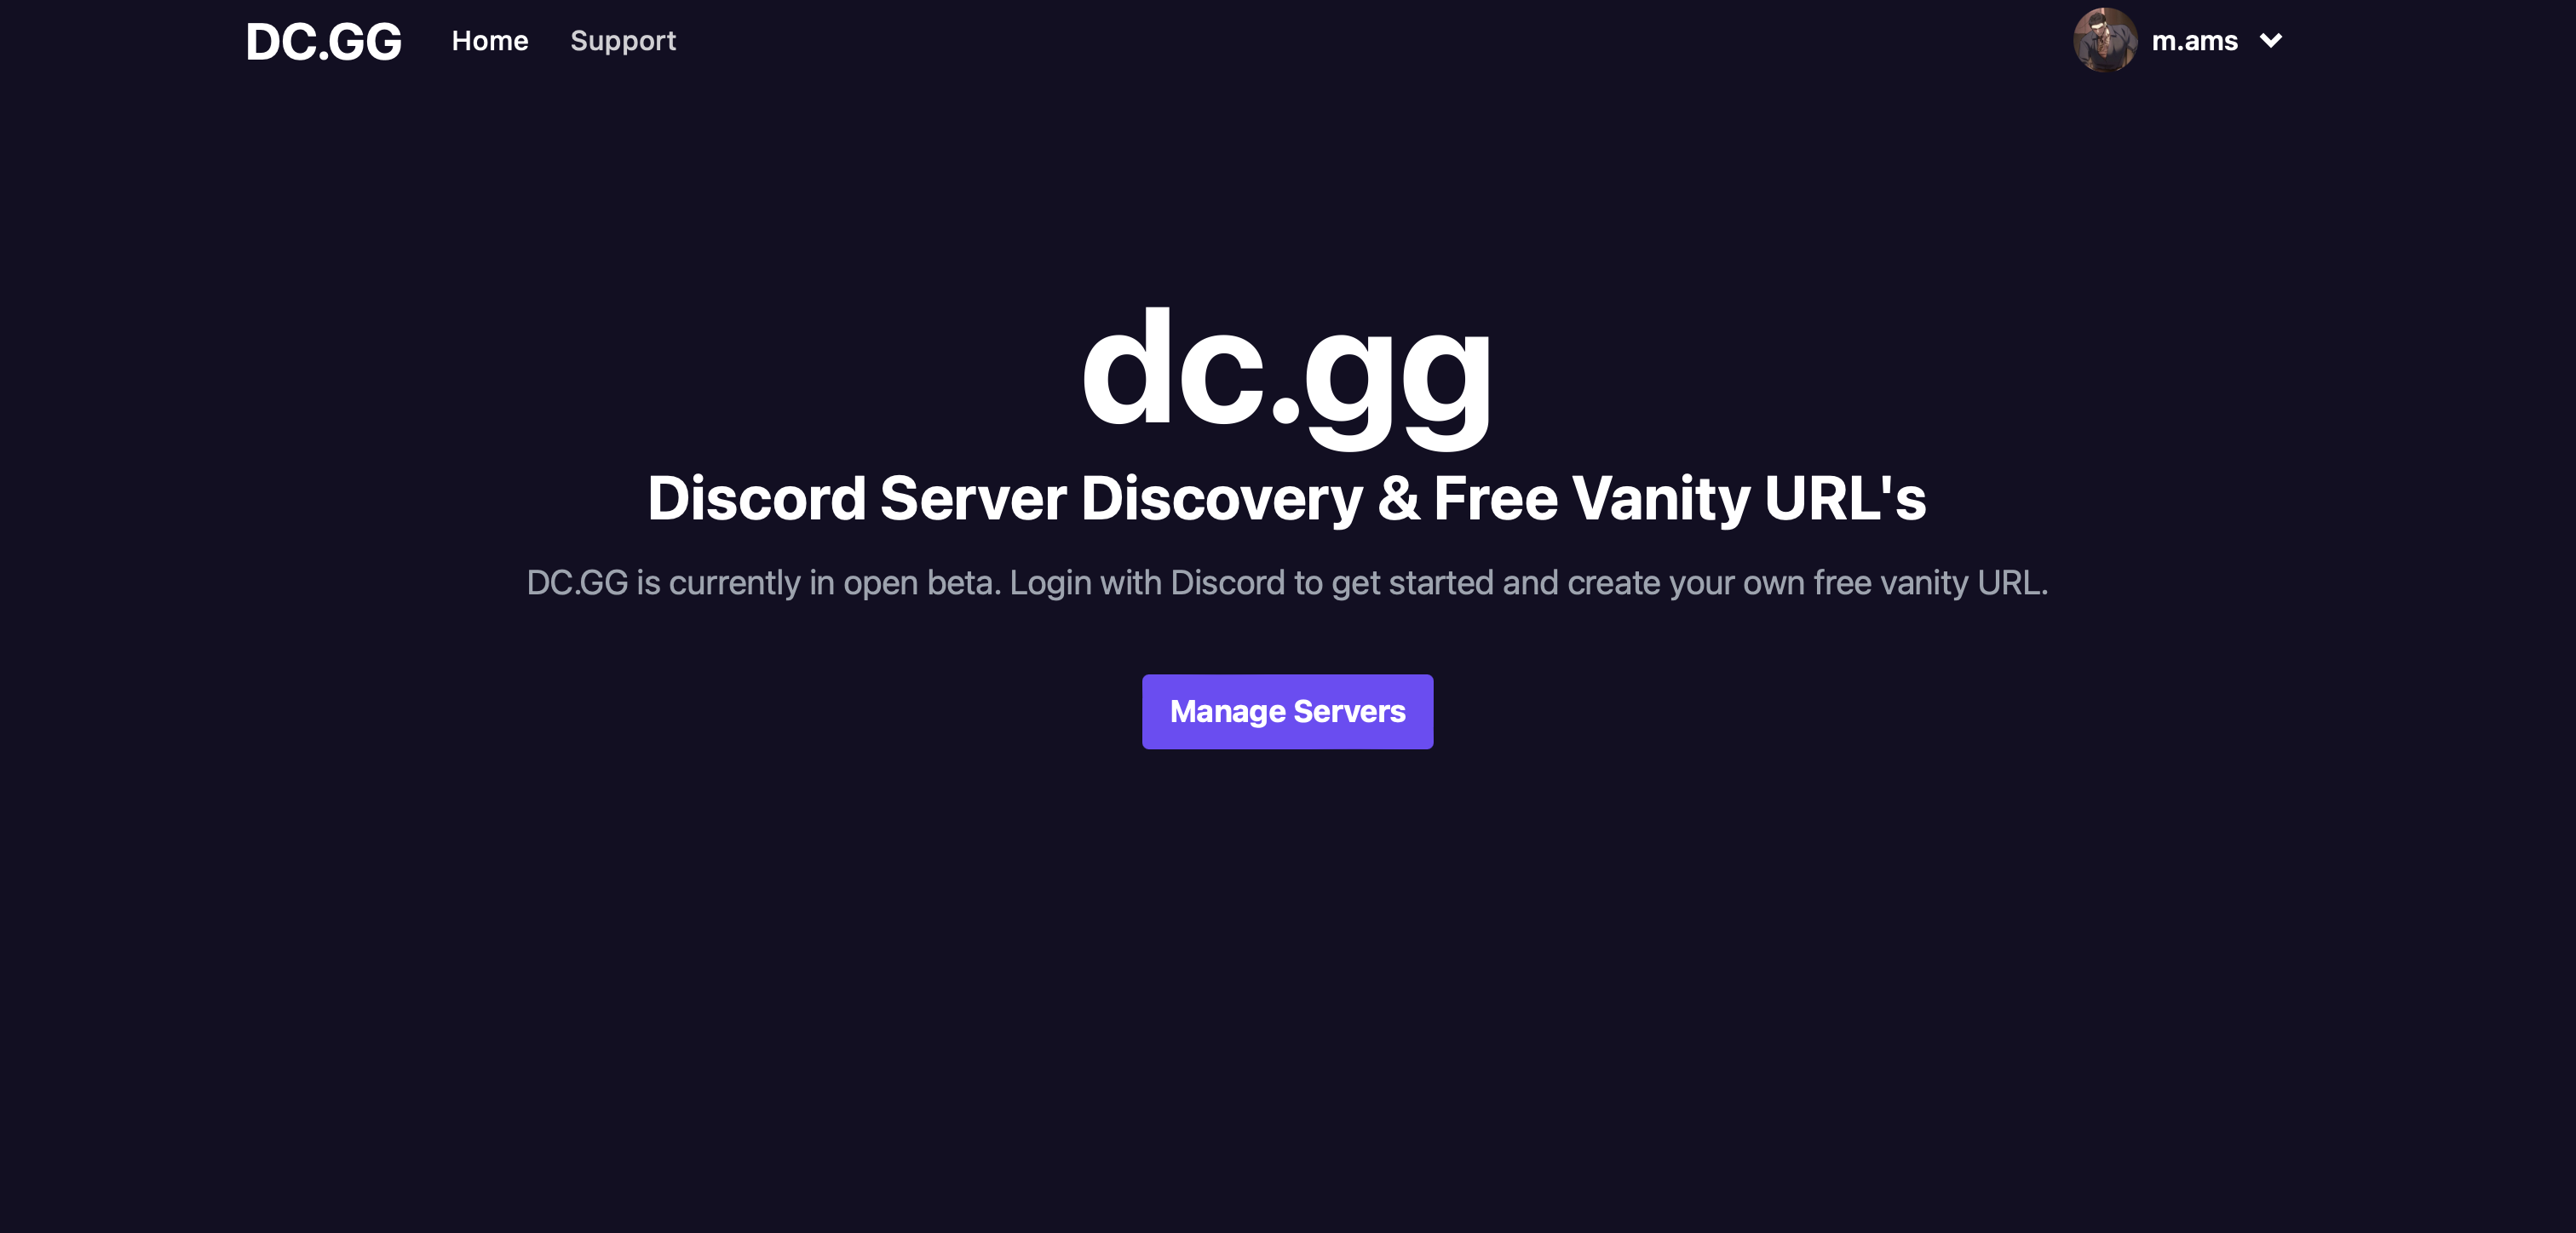 DC.GG Home Support m.ams
dc.gg
Discord Server Discovery & Free Vanity URL's
DC.GG is currently in open beta. Login with Discord to get started and create your own free vanity URL.
Manage Servers